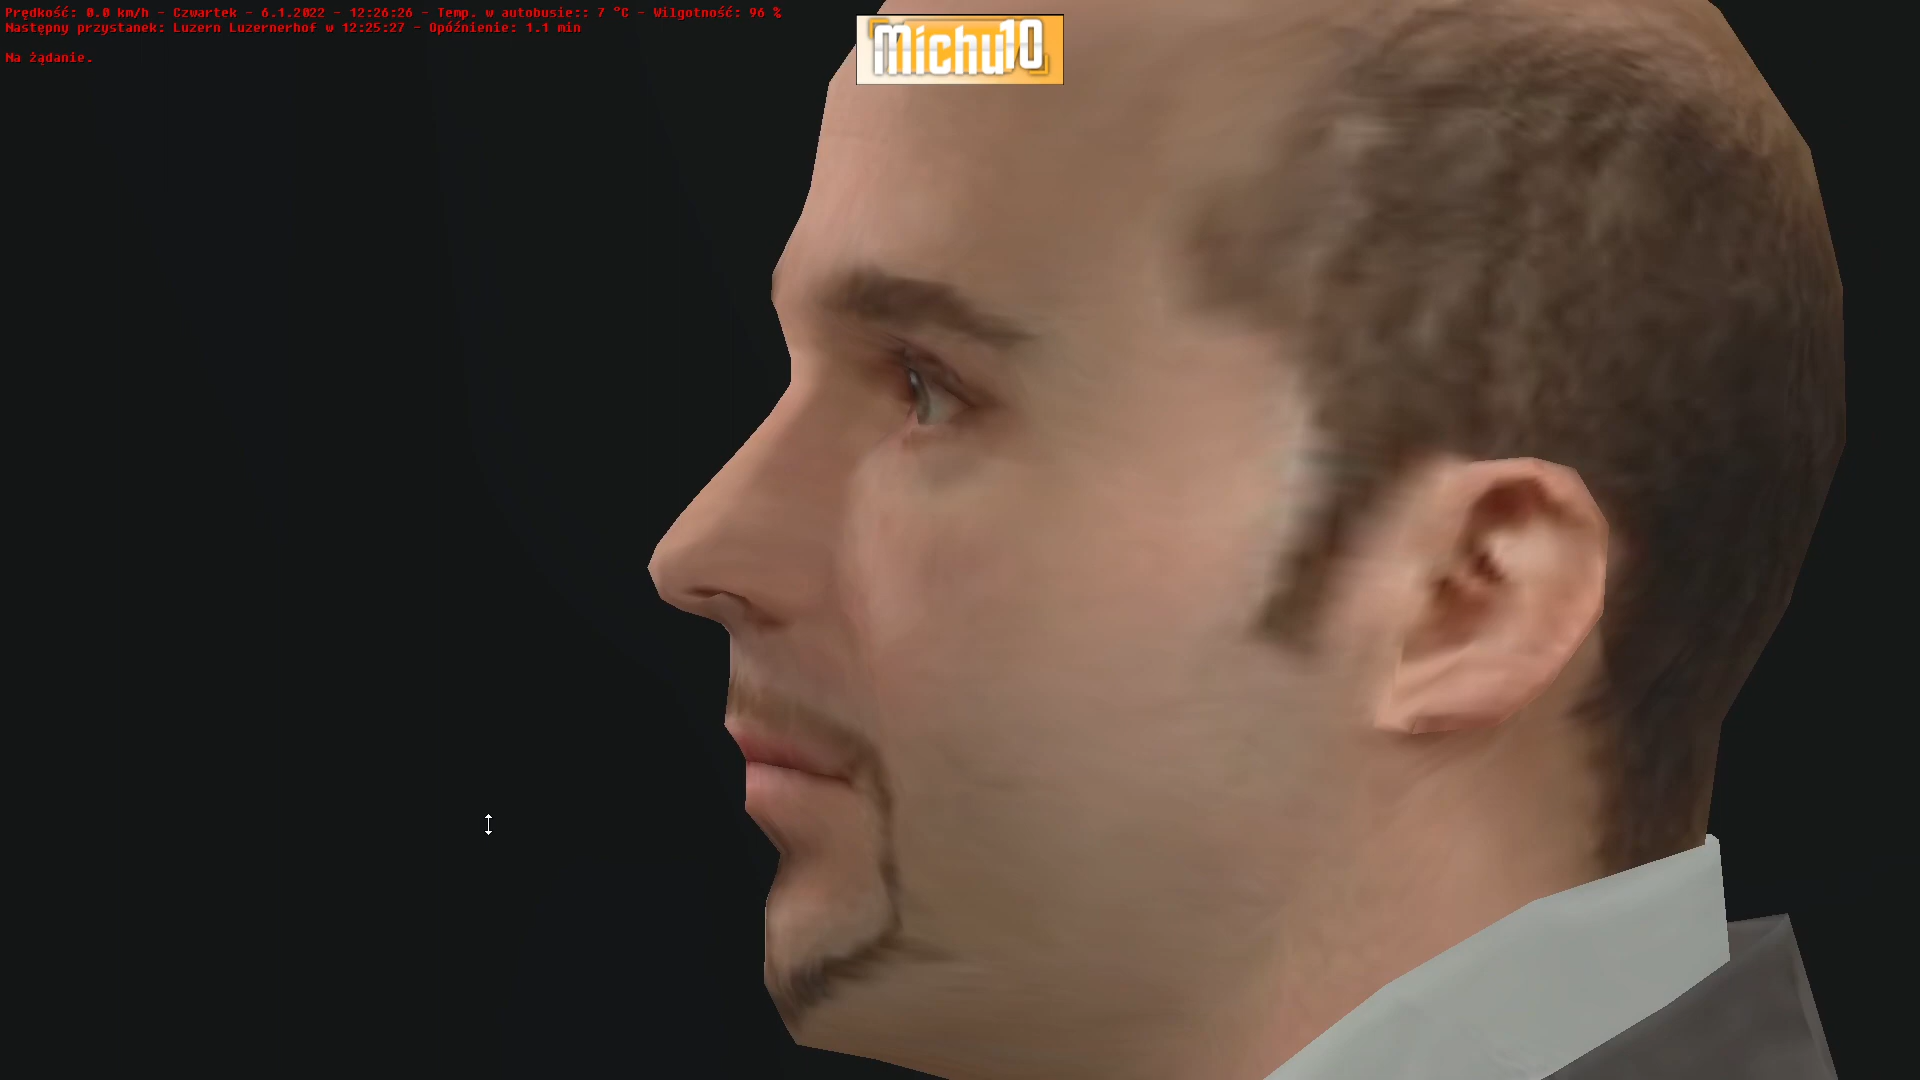 Prędkość: 0.0 km/h - Czwartek - 6.1.2022 - 12:26:26 - Temp. w autobusie:: 7 °C - Wilgotność: 96 %
Następny przystanek: Luzern Luzernerhof w 12:25:27 - Opóźnienie: 1.1 min
Na żądanie.
Michu10